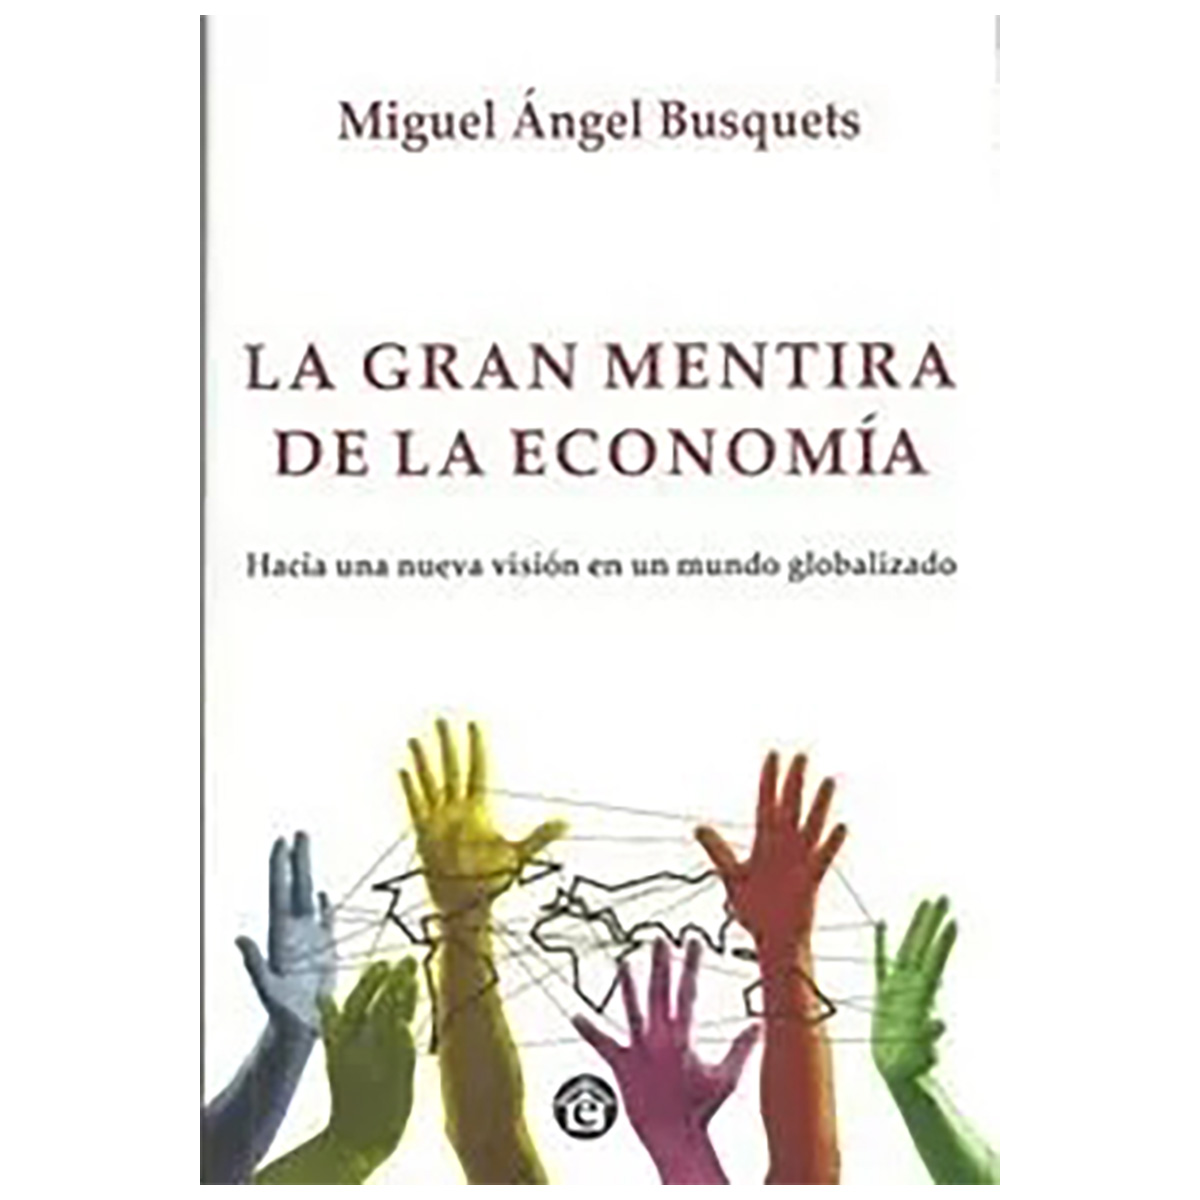 Miguel Ángel Busquets
LA GRAN MENTIRA
DE LA ECONOMÍA
Hacia una nueva visión en un mundo globalizado
e